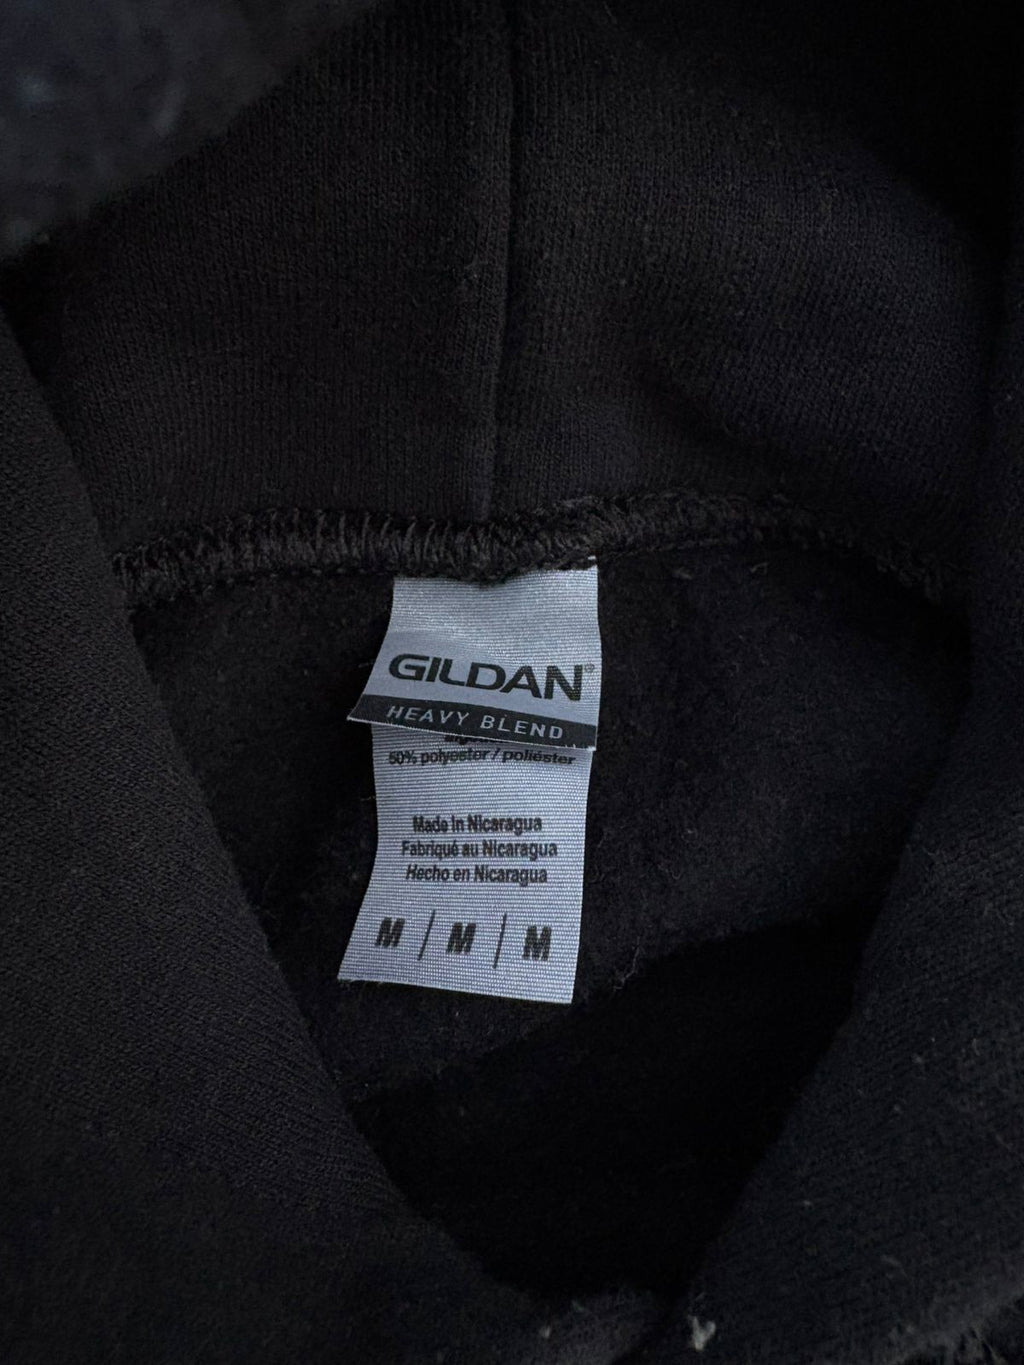 GILDAN®
HEAVY BLEND
50% polyester / poliéster
Made in Nicaragua
Fabriqué au Nicaragua
Hecho en Nicaragua
M / M / M